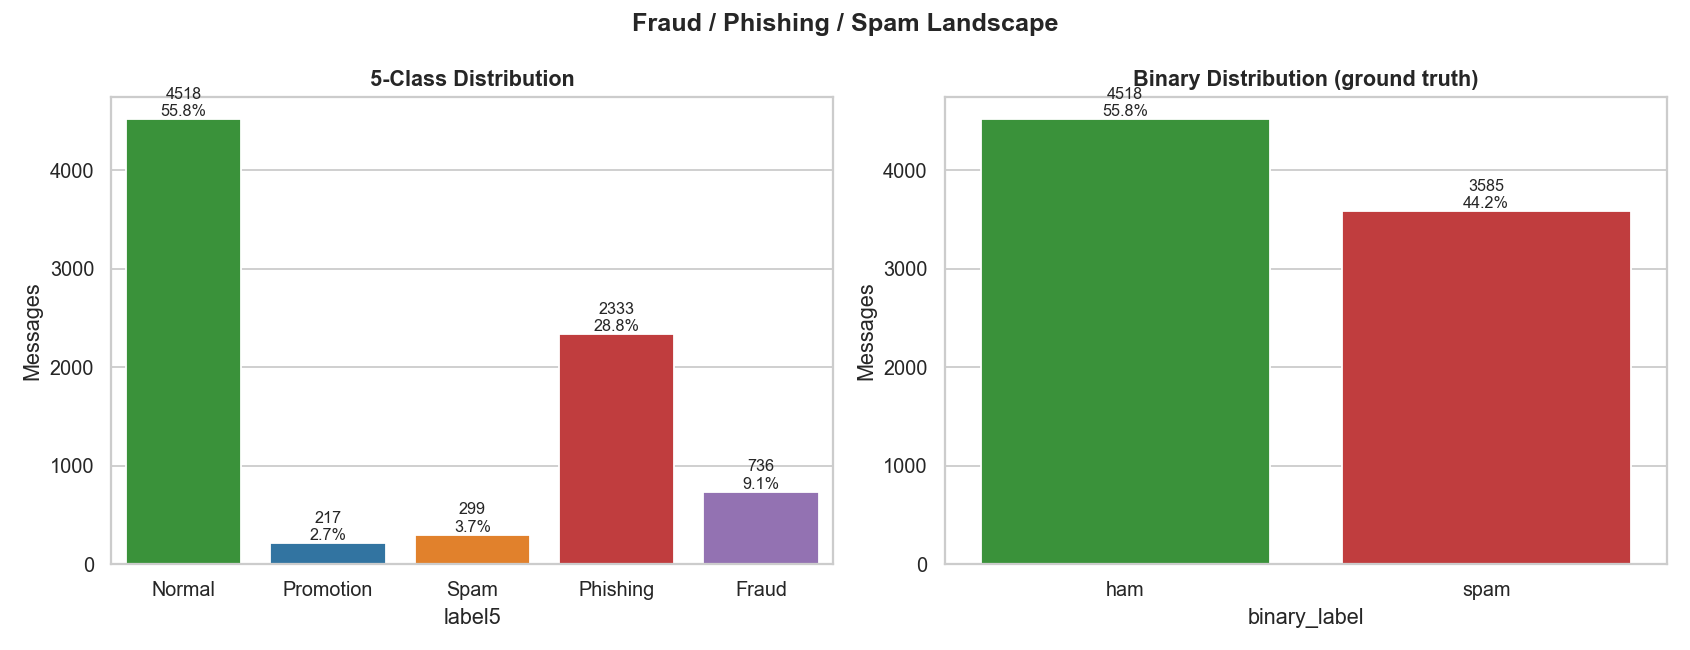 Fraud / Phishing / Spam Landscape
5-Class Distribution
4518
55.8%
217
2.7%
299
3.7%
2333
28.8%
736
9.1%
4000
3000
2000
1000
0
Messages
Normal
Promotion
Spam
Phishing
Fraud
label5
Binary Distribution (ground truth)
4518
55.8%
3585
44.2%
4000
3000
2000
1000
0
Messages
ham
spam
binary_label